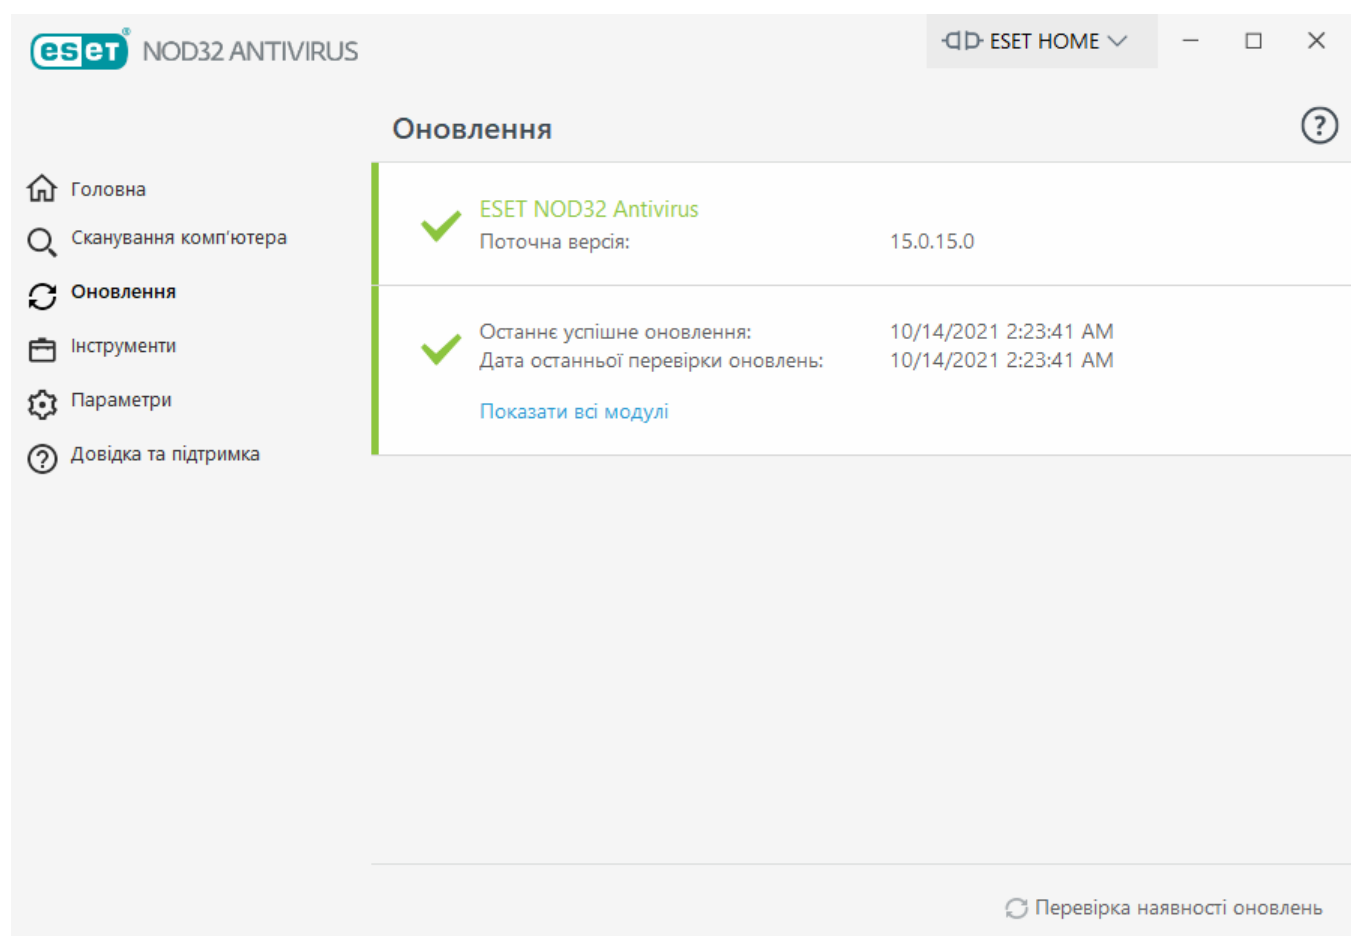 eset® NOD32 ANTIVIRUS
ESET HOME
Оновлення
Головна
Сканування комп'ютера
Оновлення
Інструменти
Параметри
Довідка та підтримка
ESET NOD32 Antivirus
Поточна версія: 15.0.15.0
Останнє успішне оновлення: 10/14/2021 2:23:41 AM
Дата останньої перевірки оновлень: 10/14/2021 2:23:41 AM
Показати всі модулі
Перевірка наявності оновлень